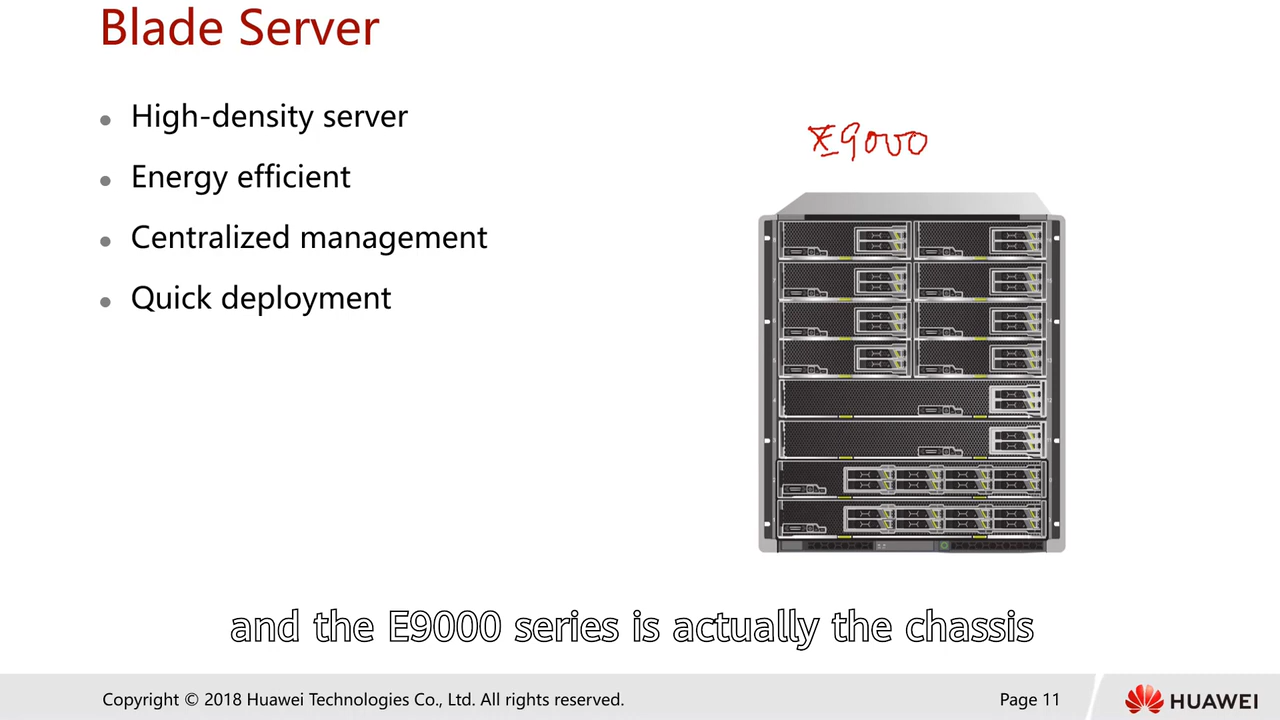 Blade Server
High-density server
Energy efficient
Centralized management
Quick deployment
E9000
and the E9000 series is actually the chassis
Copyright © 2018 Huawei Technologies Co., Ltd. All rights reserved.
Page 11
HUAWEI